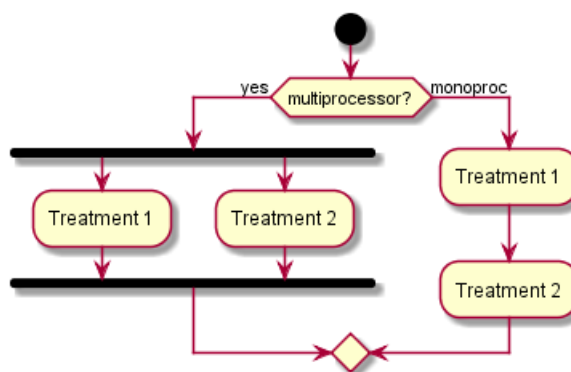 yes
multiprocessor?
monoproc
Treatment 1
Treatment 2
Treatment 1
Treatment 2